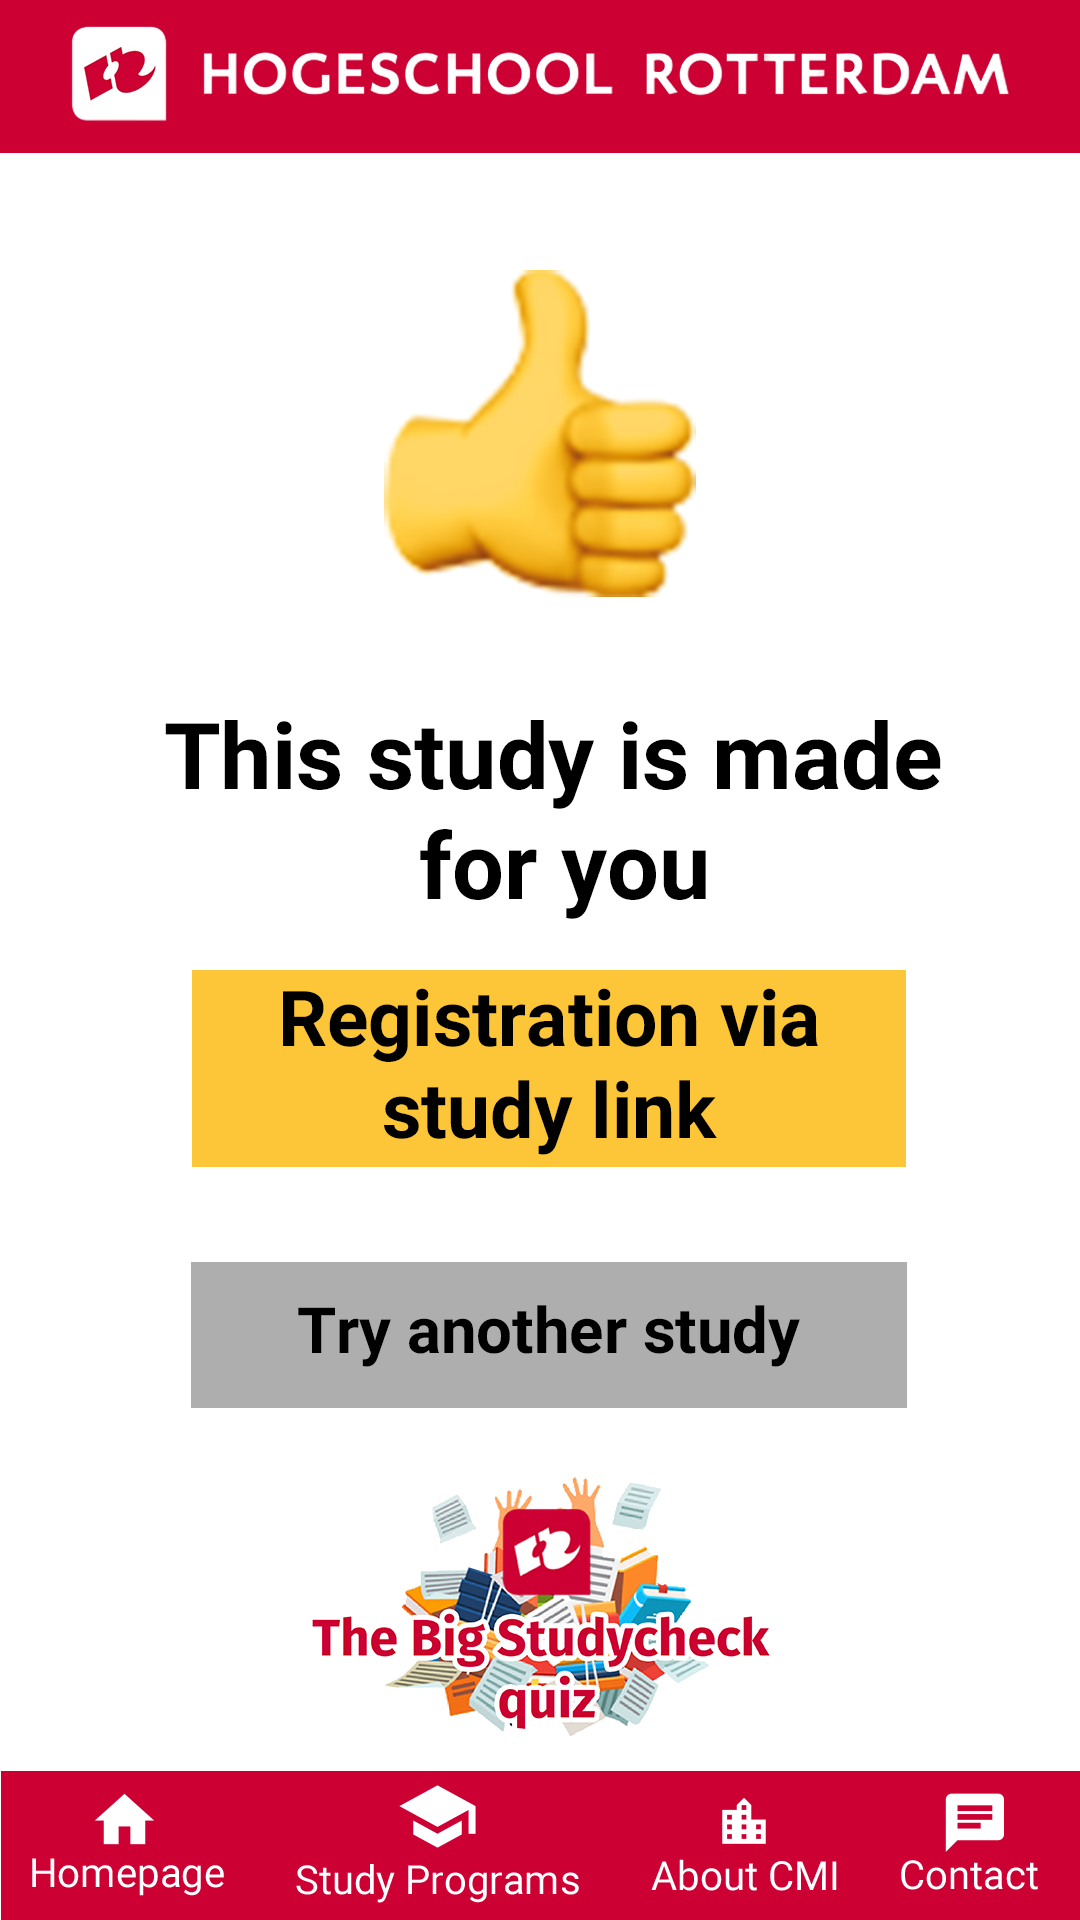 HOGESCHOOL ROTTERDAM
This study is made
for you
Registration via
study link
Try another study
The Big Studycheck
quiz
Homepage
Study Programs
About CMI
Contact